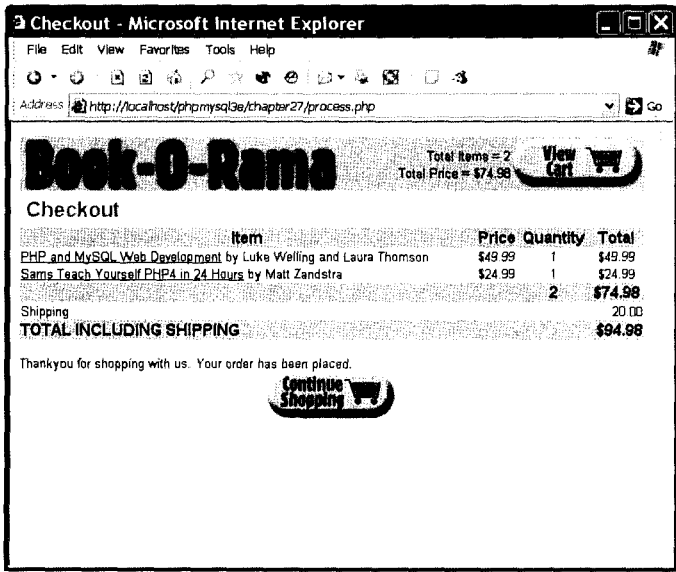 Checkout - Microsoft Internet Explorer
File Edit View Favorites Tools Help
Address http://localhost/phpmysql3e/chapter27/process.php Go
Book-O-Rama
Total Items = 2
Total Price = $74.98
View Cart
Checkout
Item Price Quantity Total
PHP and MySQL Web Development by Luke Welling and Laura Thomson $49.99 1 $49.99
Sams Teach Yourself PHP4 in 24 Hours by Matt Zandstra $24.99 1 $24.99
2 $74.98
Shipping 20.00
TOTAL INCLUDING SHIPPING $94.98
Thankyou for shopping with us. Your order has been placed.
Continue Shopping